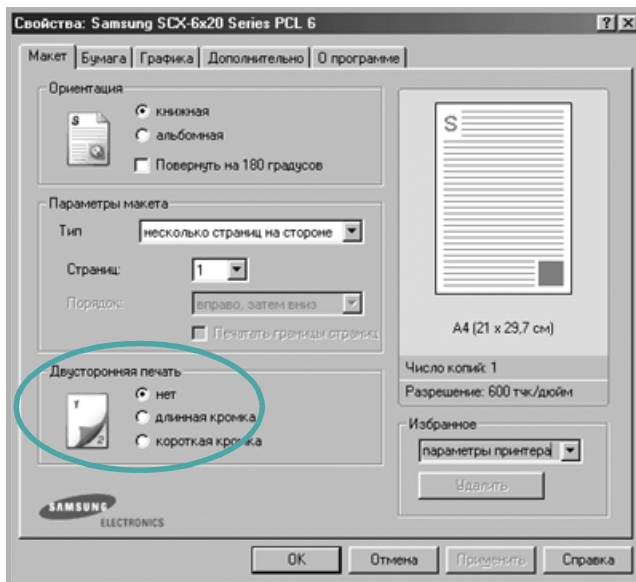 Свойства: Samsung SCX-6x20 Series PCL 6
Макет Бумага Графика Дополнительно О программе
Ориентация
S
книжная
альбомная
Повернуть на 180 градусов
Параметры макета
Тип
несколько страниц на стороне
Страниц:
1
Порядок:
вправо, затем вниз
Печатать границы страниц
Двусторонняя печать
1
2
нет
длинная кромка
короткая кромка
SAMSUNG
ELECTRONICS
S
A4 (21 x 29,7 см)
Число копий: 1
Разрешение: 600 тчк/дюйм
Избранное
параметры принтера
Удалить
OK Отмена Применить Справка